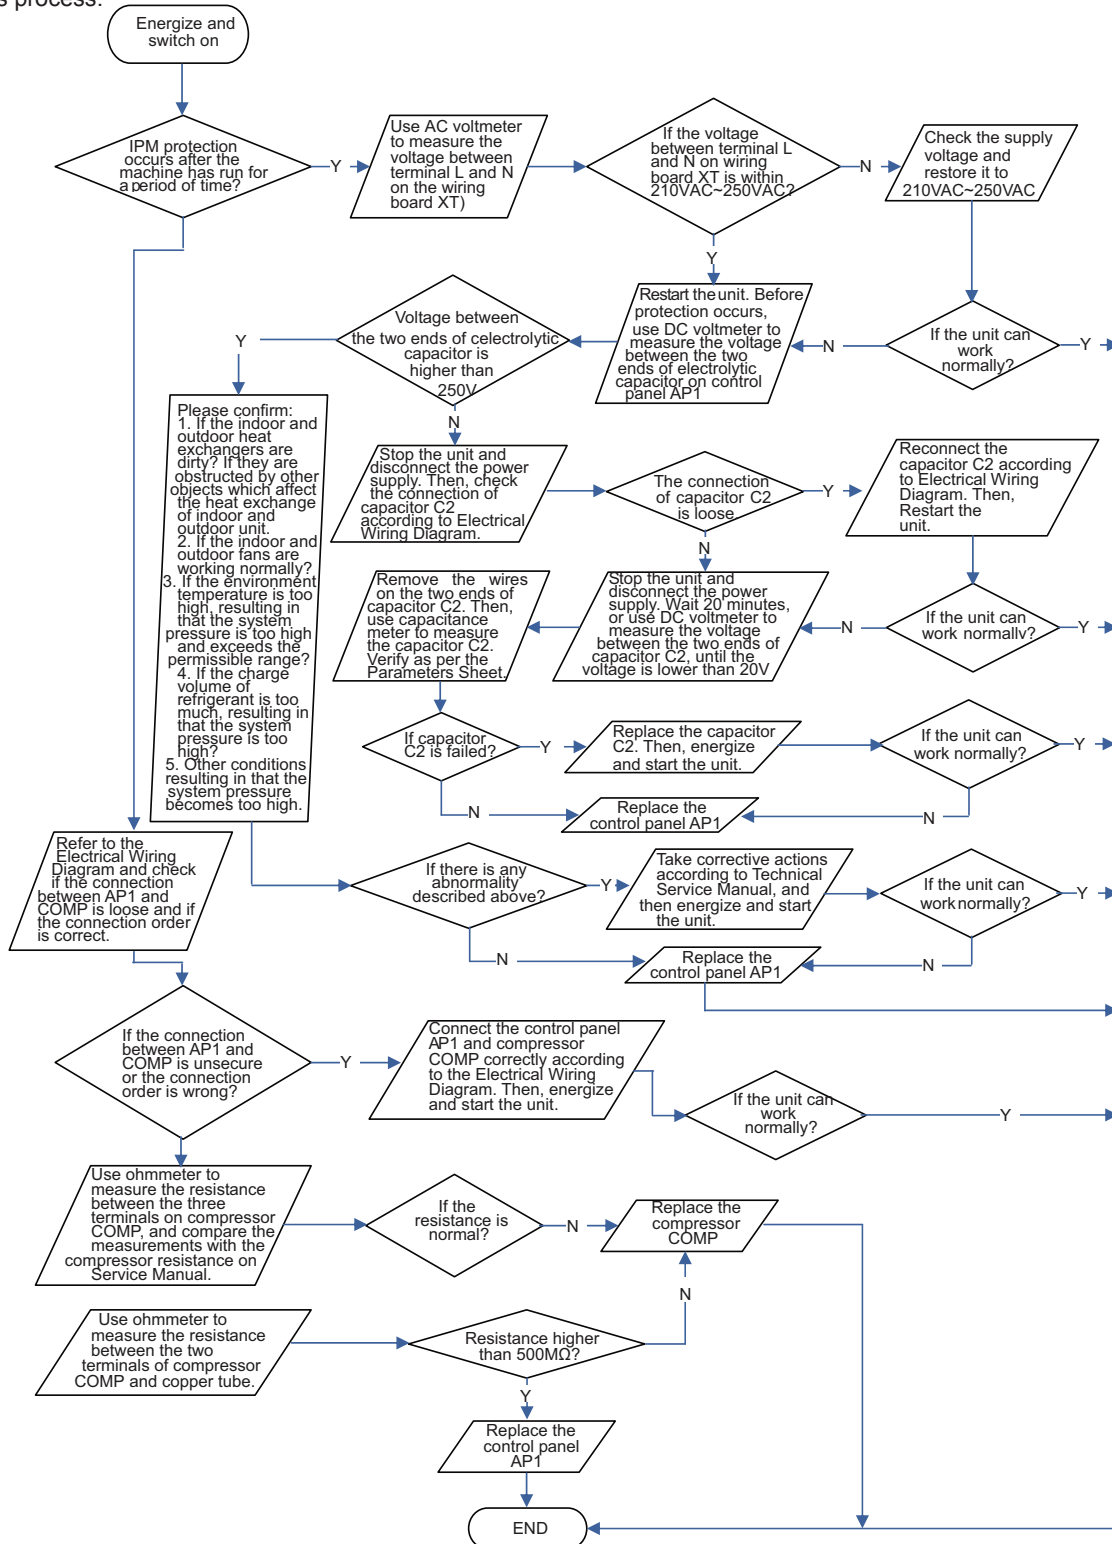 s process.
Energize and
switch on
IPM protection
occurs after the
machine has run for
a period of time?
Y
Use AC voltmeter
to measure the
voltage between
terminal L and N
on the wiring
board XT)
If the voltage
between terminal L
and N on wiring
board XT is within
210VAC~250VAC?
N
Check the supply
voltage and
restore it to
210VAC~250VAC
Y
Voltage between
the two ends of celectrolytic
capacitor is
higher than
250V
Restart the unit. Before
protection occurs,
use DC voltmeter to
measure the voltage
between the two
ends of electrolytic
capacitor on control
panel AP1
N
If the unit can
work
normally?
Y
Y
N
Please confirm:
1. If the indoor and
outdoor heat
exchangers are
dirty? If they are
obstructed by other
objects which affect
the heat exchange
of indoor and
outdoor unit.
2. If the indoor and
outdoor fans are
working normally?
3. If the environment
temperature is too
high, resulting in
that the system
pressure is too high
and exceeds the
permissible range?
4. If the charge
volume of
refrigerant is too
much, resulting in
that the system
pressure is too
high?
5. Other conditions
resulting in that the
system pressure
becomes too high.
Stop the unit and
disconnect the power
supply. Then, check
the connection of
capacitor C2
according to Electrical
Wiring Diagram.
The connection
of capacitor C2
is loose.
Y
Reconnect the
capacitor C2 according
to Electrical Wiring
Diagram. Then,
Restart the
unit.
N
Remove the wires
on the two ends of
capacitor C2. Then,
use capacitance
meter to measure
the capacitor C2.
Verify as per the
Parameters Sheet.
Stop the unit and
disconnect the power
supply. Wait 20 minutes,
or use DC voltmeter to
measure the voltage
between the two ends of
capacitor C2, until the
voltage is lower than 20V
N
If the unit can
work normally?
Y
If capacitor
C2 is failed?
Y
Replace the capacitor
C2. Then, energize
and start the unit.
If the unit can
work normally?
Y
N
Replace the
control panel AP1
N
Refer to the
Electrical Wiring
Diagram and check
if the connection
between AP1 and
COMP is loose and if
the connection order
is correct.
If there is any
abnormality
described above?
Y
Take corrective actions
according to Technical
Service Manual, and
then energize and start
the unit.
If the unit can
work normally?
Y
N
Replace the
control panel AP1
N
If the connection
between AP1 and
COMP is unsecure
or the connection
order is wrong?
Y
Connect the control panel
AP1 and compressor
COMP correctly according
to the Electrical Wiring
Diagram. Then, energize
and start the unit.
If the unit can
work
normally?
Y
Use ohmmeter to
measure the resistance
between the three
terminals on compressor
COMP, and compare the
measurements with the
compressor resistance on
Service Manual.
If the
resistance is
normal?
N
Replace the
compressor
COMP
N
Use ohmmeter to
measure the resistance
between the two
terminals of compressor
COMP and copper tube.
Resistance higher
than 500MΩ?
Y
Replace the
control panel
AP1
END